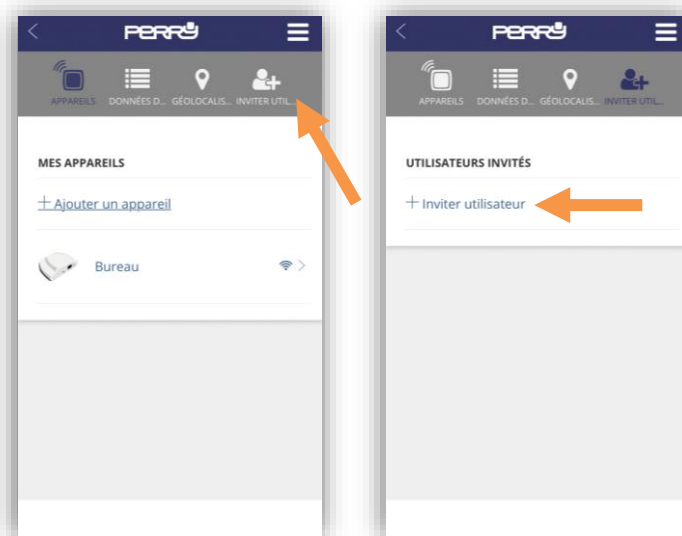 PERRY
APPAREILS DONNÉES D... GÉOLOCALIS... INVITER UTIL...
MES APPAREILS
+ Ajouter un appareil
Bureau
PERRY
APPAREILS DONNÉES D... GÉOLOCALIS... INVITER UTIL...
UTILISATEURS INVITÉS
+ Inviter utilisateur